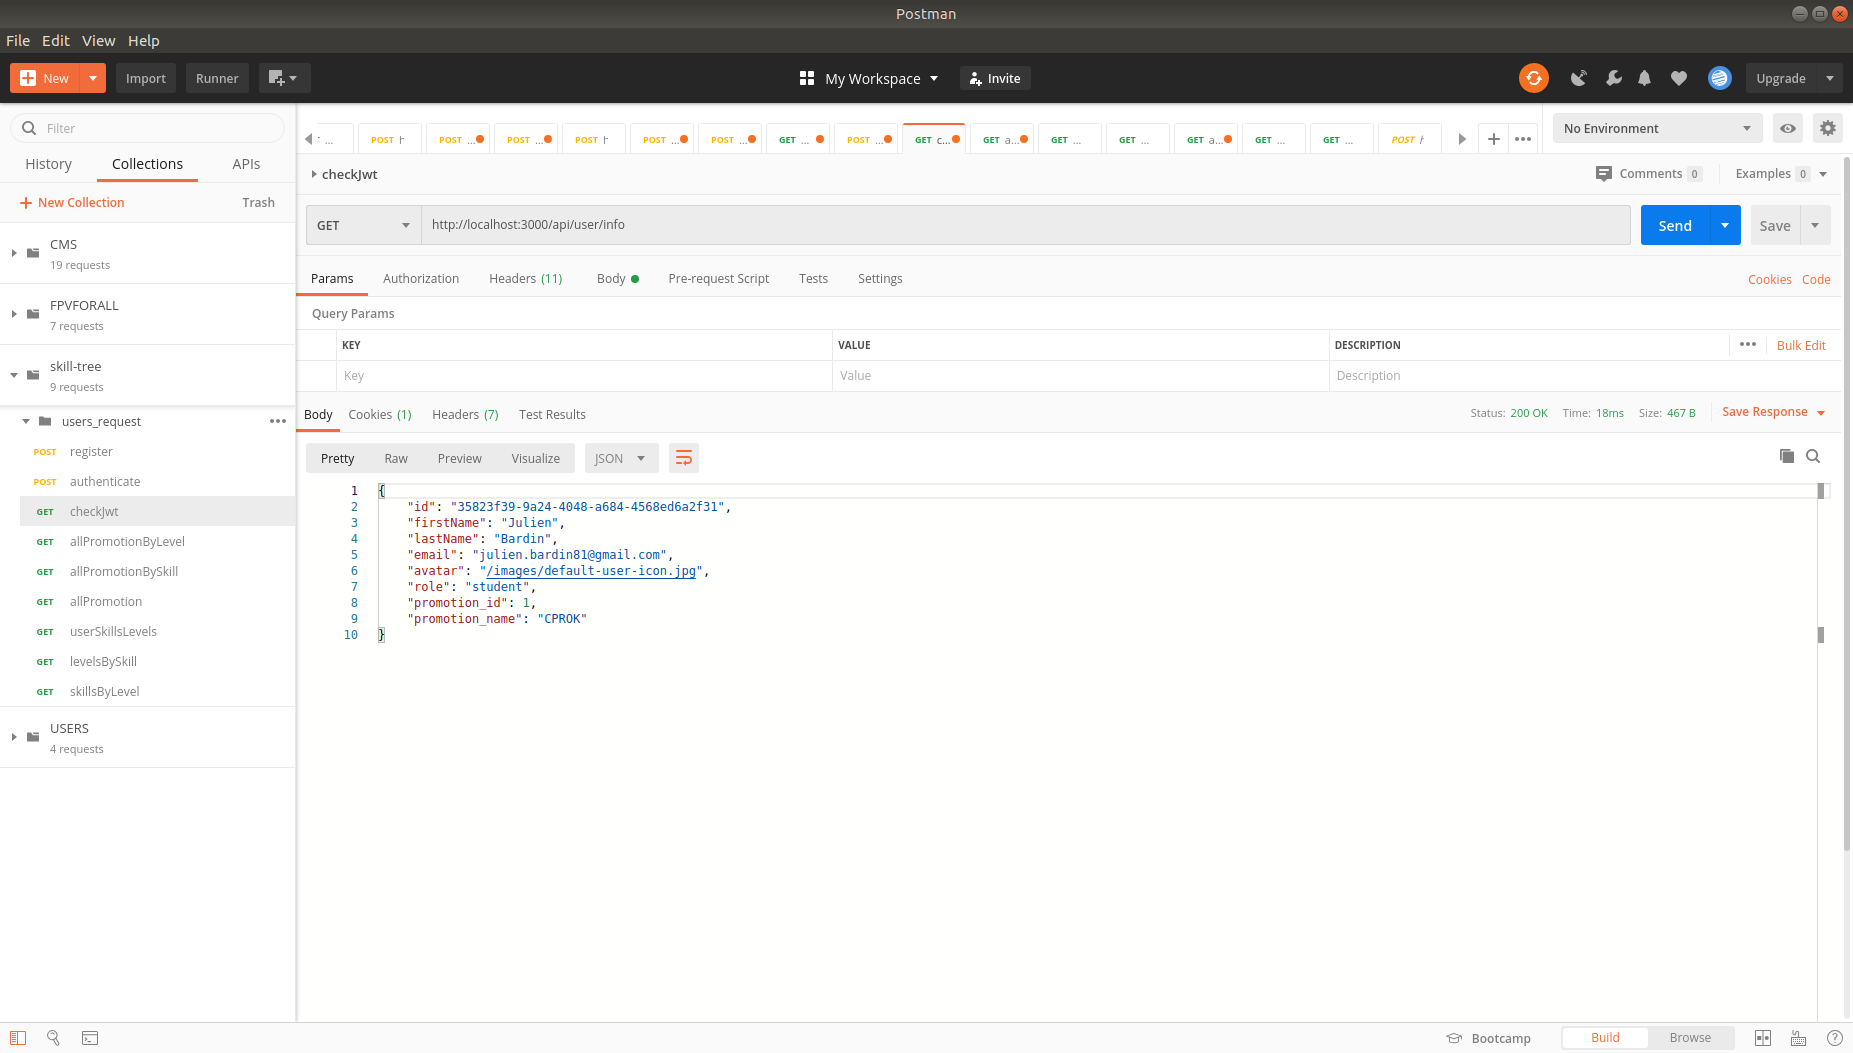 Postman
File Edit View Help
New Import Runner My Workspace Invite Upgrade
Filter
History Collections APIs
New Collection Trash
CMS
19 requests
FPVFORALL
7 requests
skill-tree
9 requests
users_request
POST register
POST authenticate
GET checkJwt
GET allPromotionByLevel
GET allPromotionBySkill
GET allPromotion
GET userSkillsLevels
GET levelsBySkill
GET skillsByLevel
USERS
4 requests
... POST POST ... POST ... POST POST ... POST ... GET ... POST ... GET c... GET a... GET ... GET ... GET a... GET ... GET ... POST
No Environment
checkJwt Comments 0 Examples 0
GET http://localhost:3000/api/user/info Send Save
Params Authorization Headers (11) Body Pre-request Script Tests Settings Cookies Code
Query Params
KEY VALUE DESCRIPTION ••• Bulk Edit
Key Value Description
Body Cookies (1) Headers (7) Test Results Status: 200 OK Time: 18ms Size: 467 B Save Response
Pretty Raw Preview Visualize JSON
1 {
2 "id": "35823f39-9a24-4048-a684-4568ed6a2f31",
3 "firstName": "Julien",
4 "lastName": "Bardin",
5 "email": "julien.bardin81@gmail.com",
6 "avatar": "/images/default-user-icon.jpg",
7 "role": "student",
8 "promotion_id": 1,
9 "promotion_name": "CPROK"
10 }
Bootcamp Build Browse